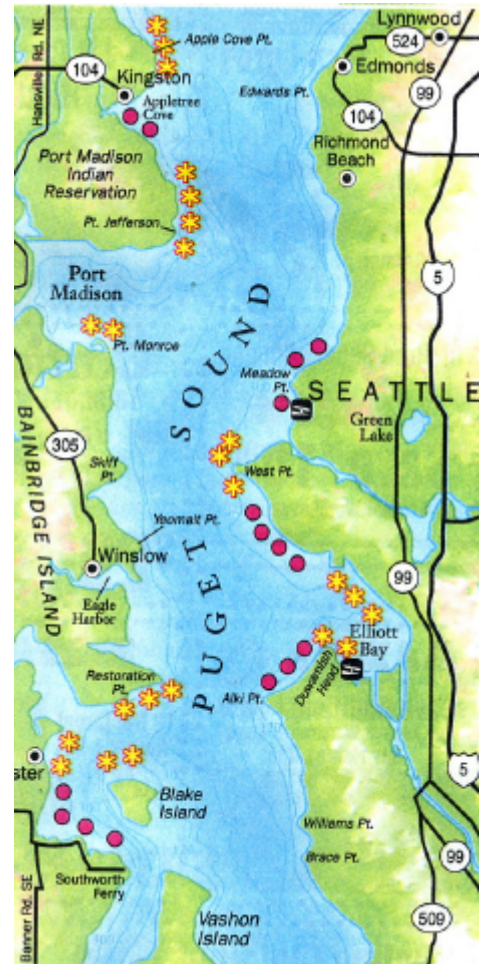 Lynnwood
524
Hansville Rd. NE
Apple Cove Pt.
Edmonds
99
104
Kingston
Edwards Pt.
Appletree
Cove
104
Richmond
Beach
Port Madison
Indian
Reservation
Pt. Jefferson
5
Port
Madison
Pt. Monroe
PUGET SOUND
Meadow
Pt.
SEATTLE
Green
Lake
BAINBRIDGE ISLAND
305
Skiff
Pt.
West Pt.
Yeomalt Pt.
Winslow
99
Eagle
Harbor
Elliott
Bay
Restoration
Pt.
Alki Pt.
Duwamish
Head
ster
5
Blake
Island
Williams Pt.
Brace Pt.
99
Southworth
Ferry
509
Banner Rd. SE
Vashon
Island